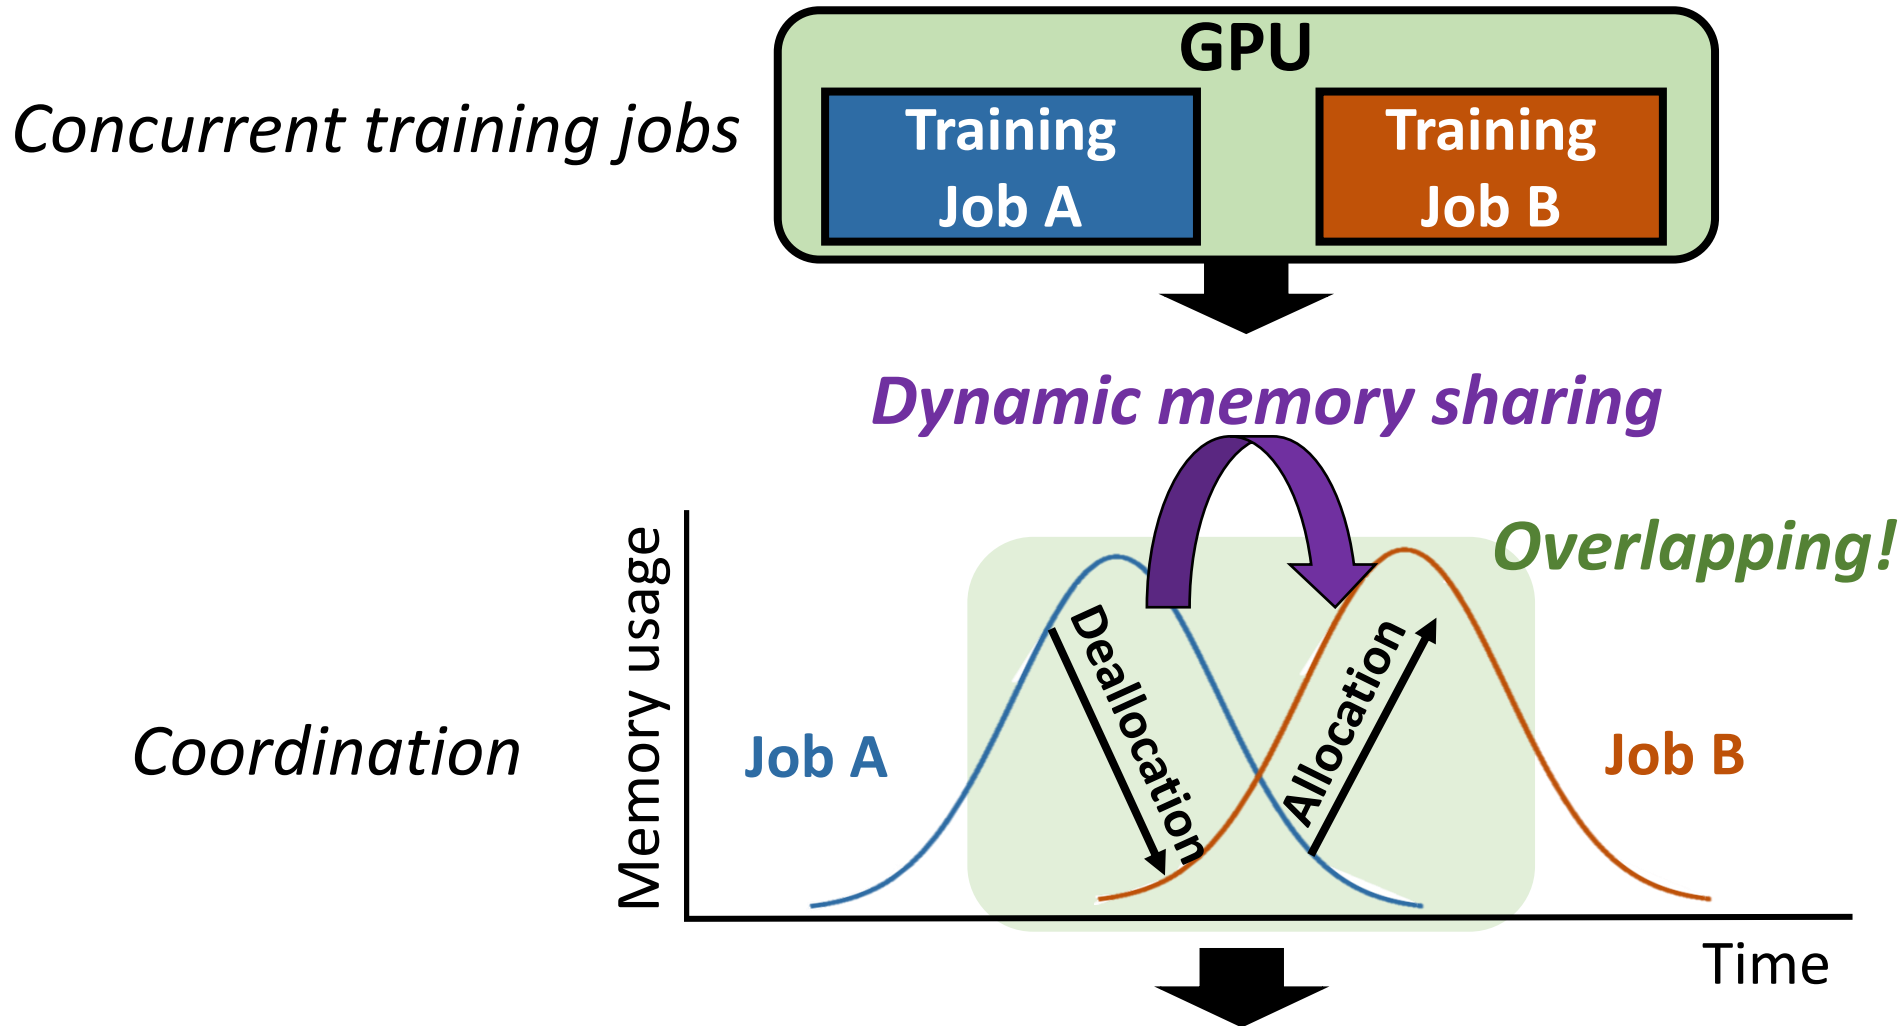 GPU
Concurrent training jobs
Training
Job A
Training
Job B
Dynamic memory sharing
Overlapping!
Memory usage
Deallocation
Allocation
Coordination
Job A
Job B
Time